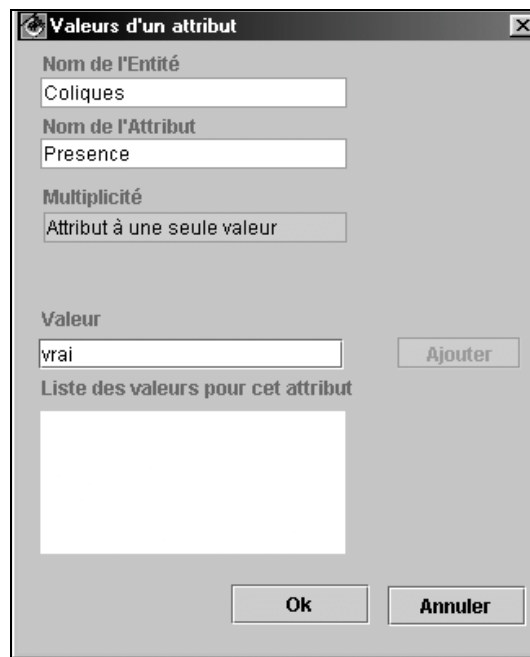 Valeurs d'un attribut
Nom de l'Entité
Coliques
Nom de l'Attribut
Presence
Multiplicité
Attribut à une seule valeur
Valeur
vrai
Ajouter
Liste des valeurs pour cet attribut
Ok
Annuler